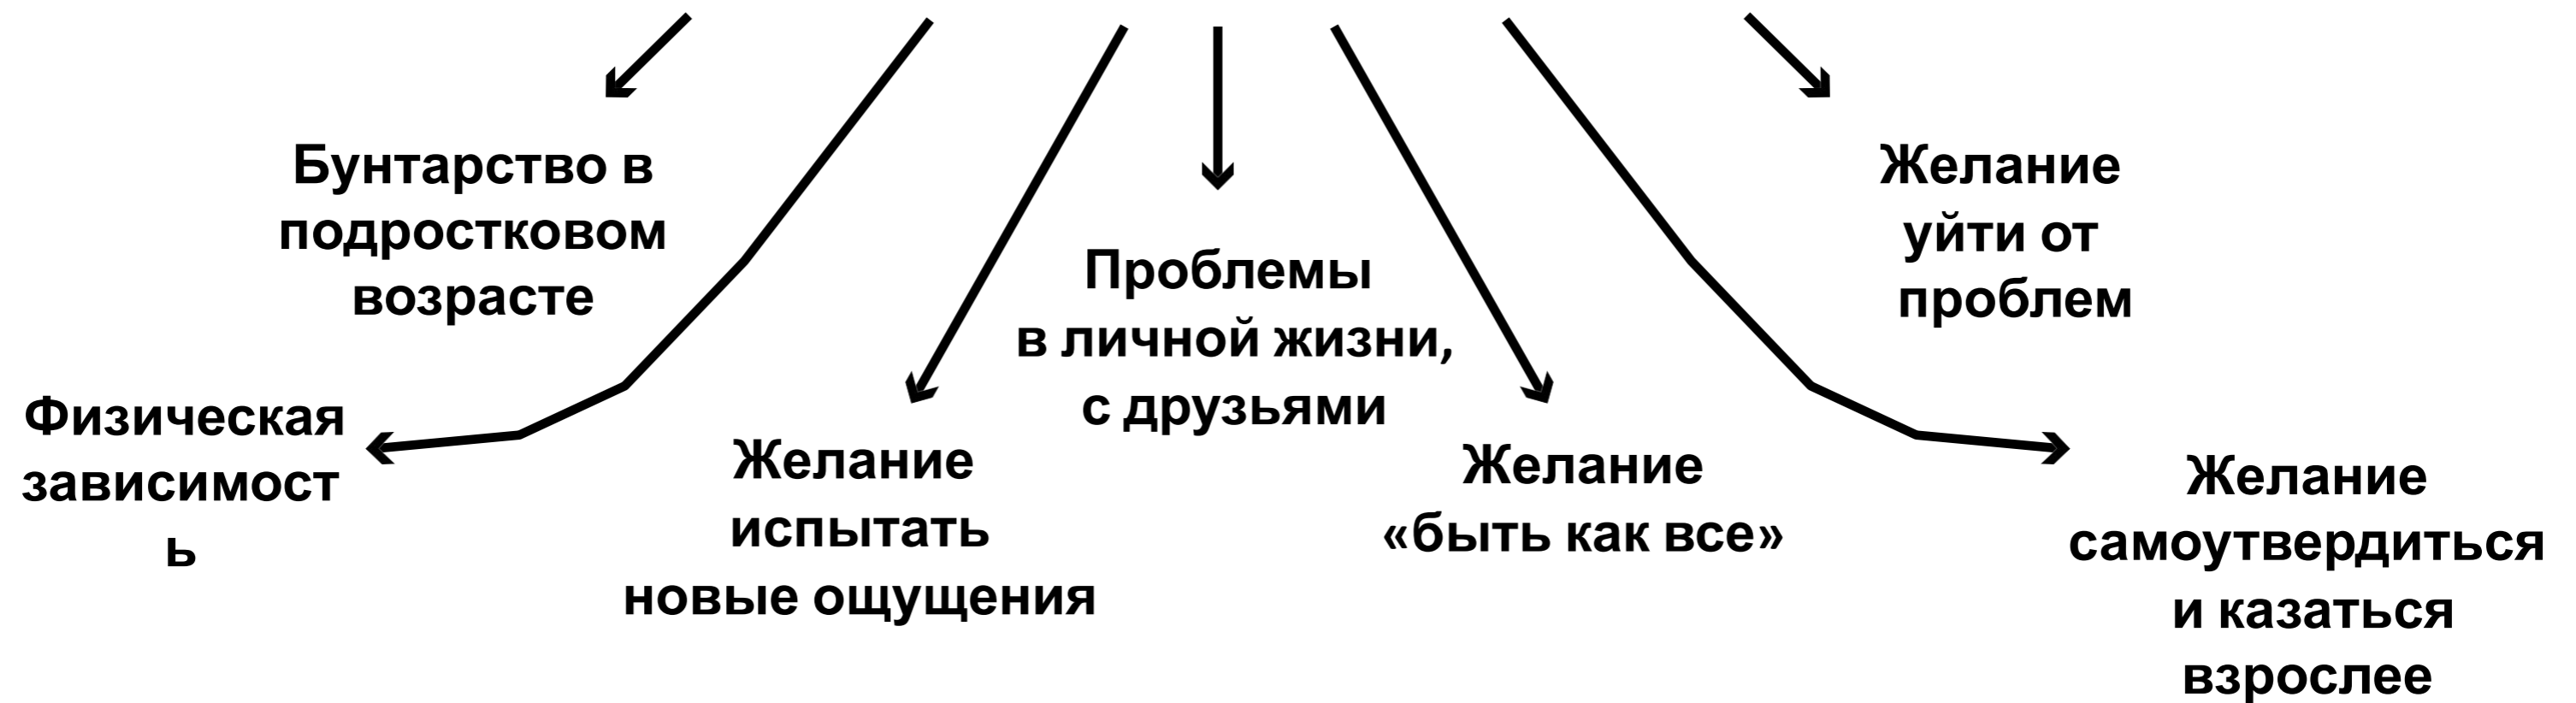 Бунтарство в
подростковом
возрасте
Физическая
зависимост
ь
Желание
испытать
новые ощущения
Проблемы
в личной жизни,
с друзьями
Желание
«быть как все»
Желание
уйти от
проблем
Желание
самоутвердиться
и казаться
взрослее